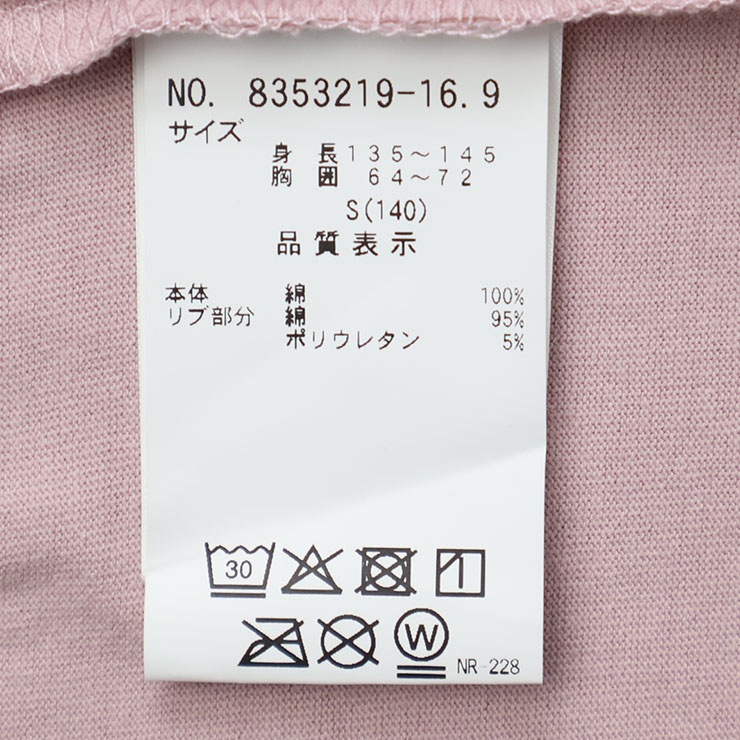 NO. 8353219-16.9
サイズ
身 長 135～145
胸 囲 64～72
S(140)
品質表示
本体 綿 100%
リブ部分 綿 95%
ポリウレタン 5%
30
W
NR-228